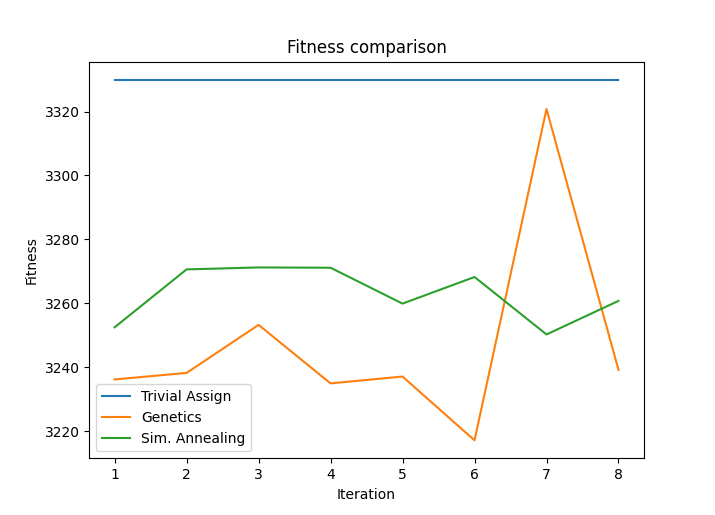 Fitness comparison
Fitness
3320
3300
3280
3260
3240
3220
Trivial Assign
Genetics
Sim. Annealing
1 2 3 4 5 6 7 8
Iteration